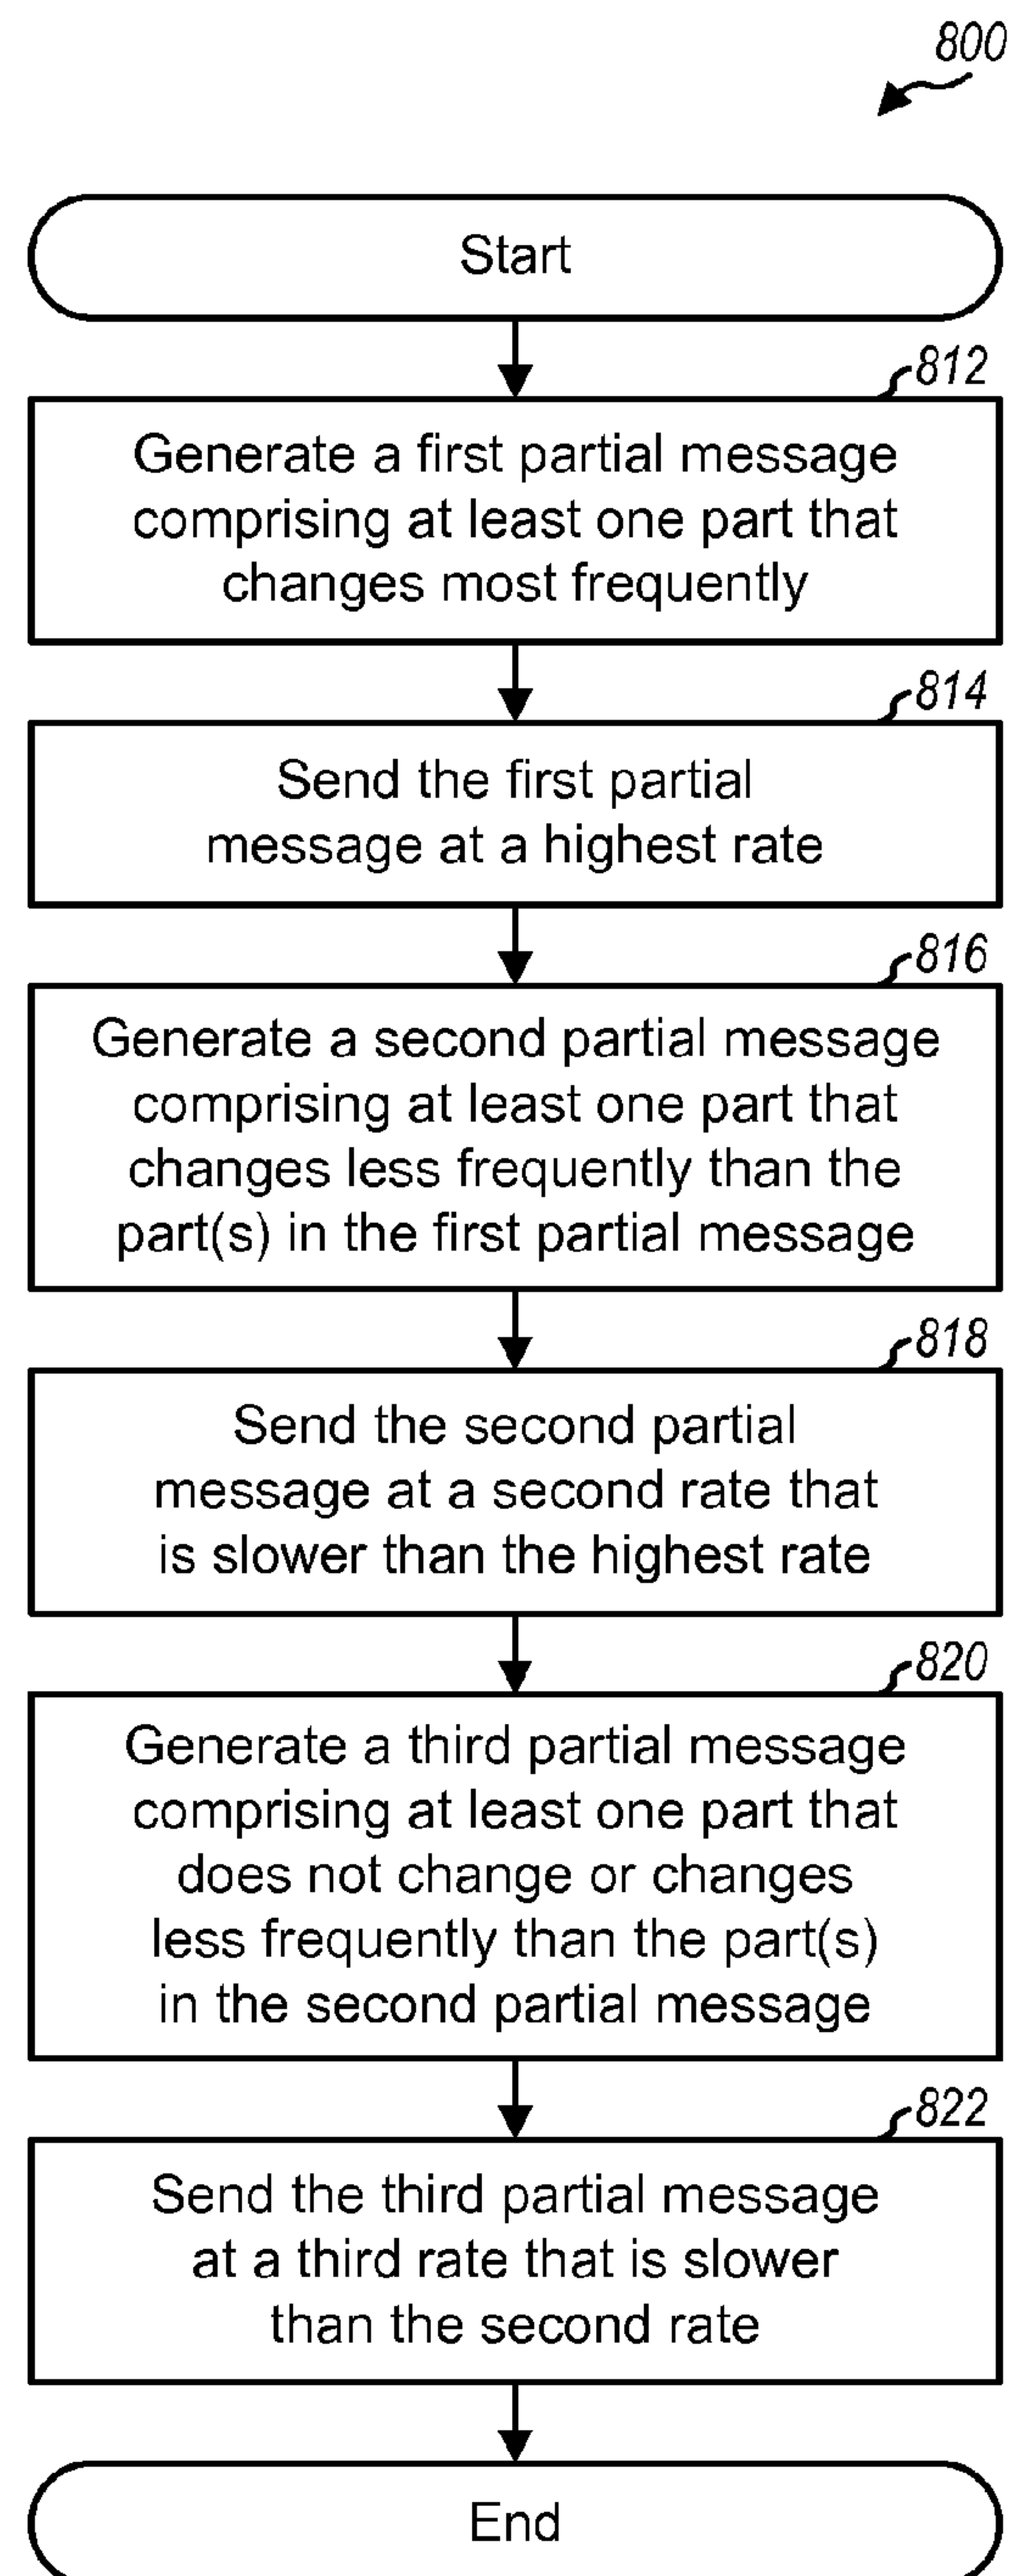 800
Start
812
Generate a first partial message
comprising at least one part that
changes most frequently
814
Send the first partial
message at a highest rate
816
Generate a second partial message
comprising at least one part that
changes less frequently than the
part(s) in the first partial message
818
Send the second partial
message at a second rate that
is slower than the highest rate
820
Generate a third partial message
comprising at least one part that
does not change or changes
less frequently than the part(s)
in the second partial message
822
Send the third partial message
at a third rate that is slower
than the second rate
End